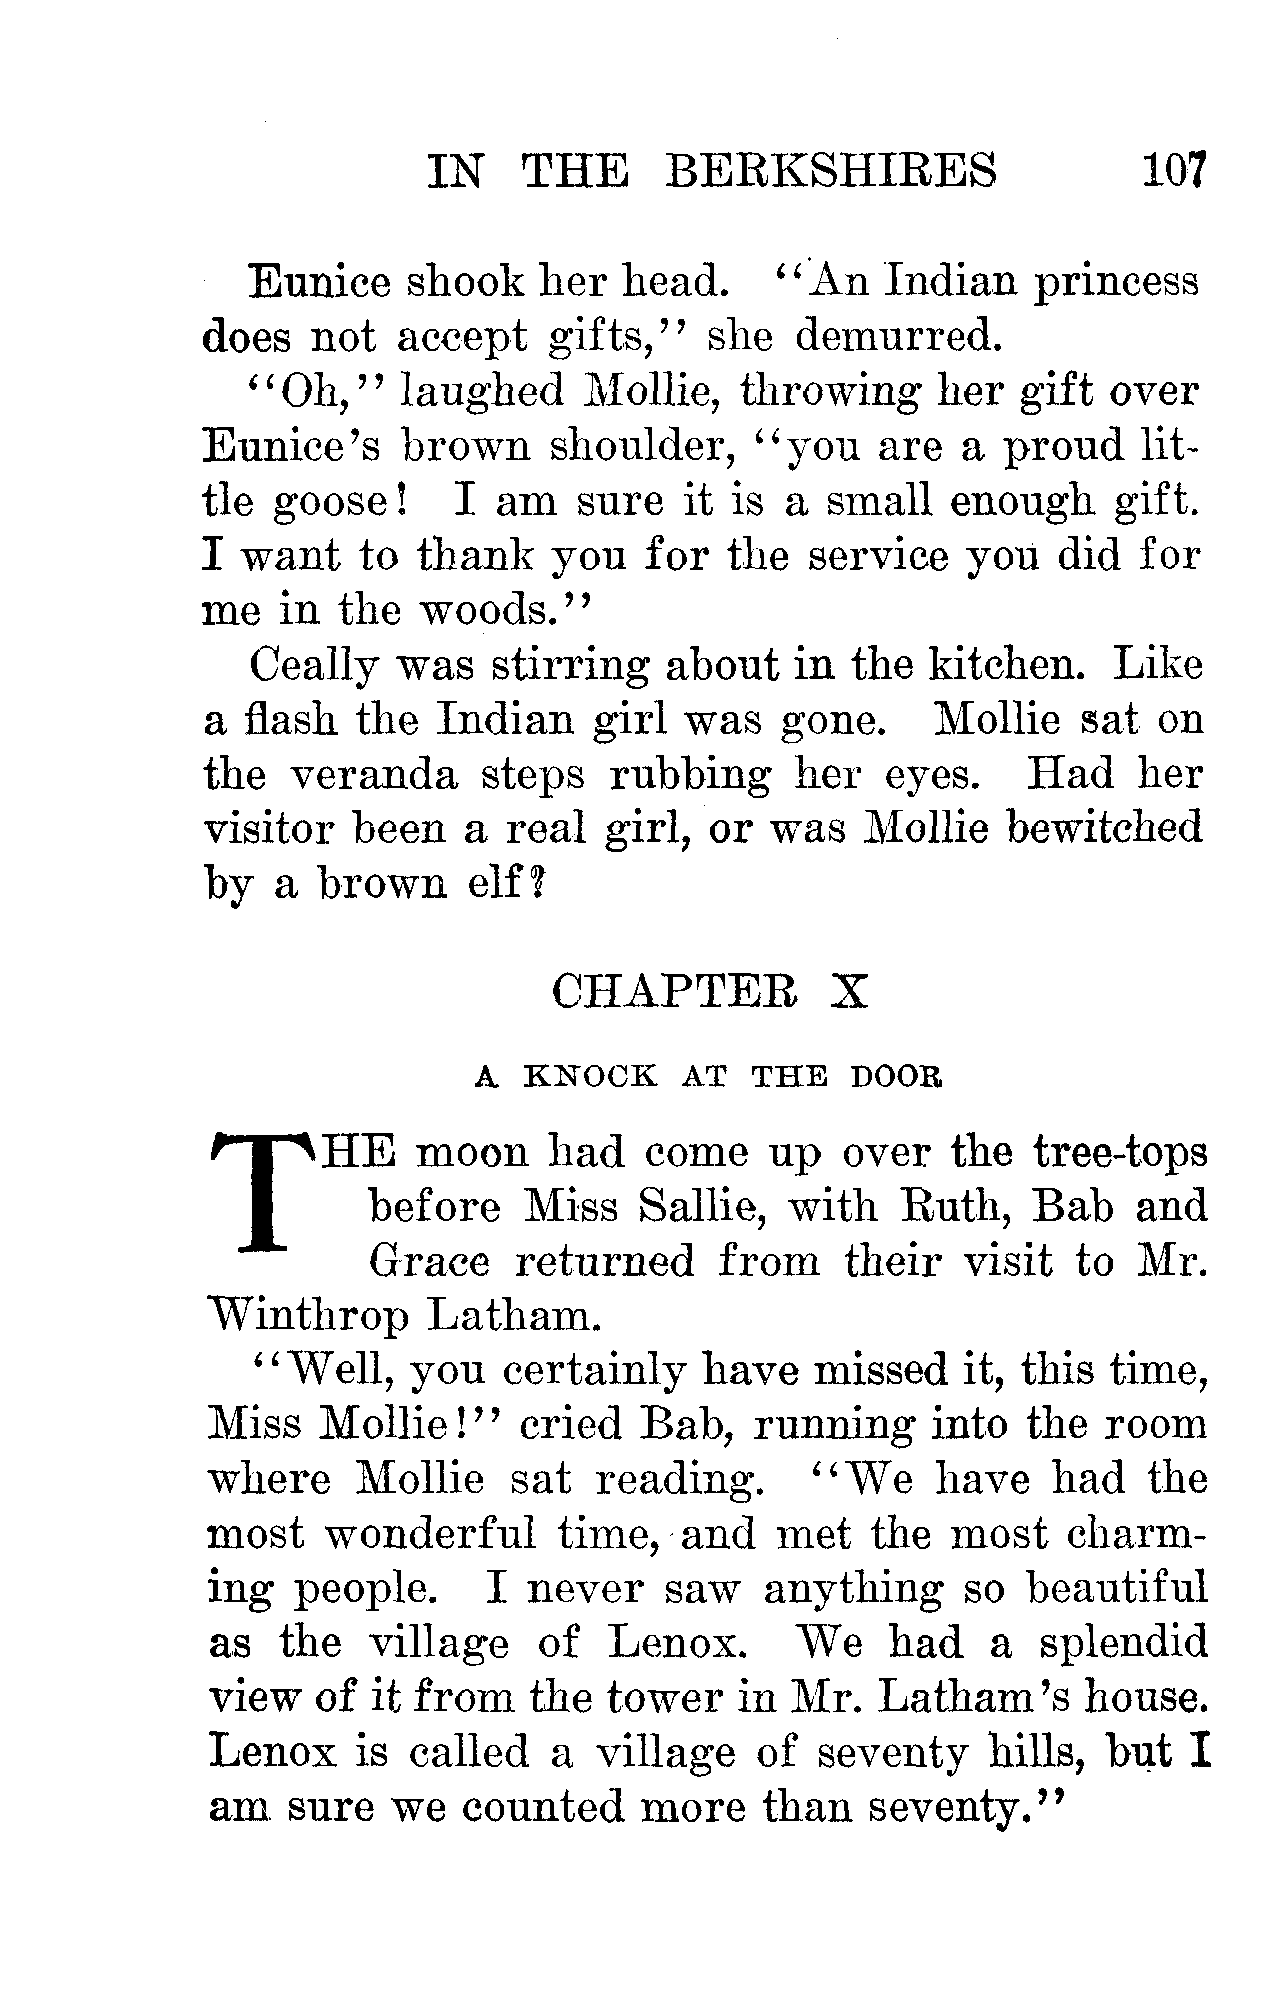 IN THE BERKSHIRES 107
Eunice shook her head. "An Indian princess
does not accept gifts," she demurred.
"Oh," laughed Mollie, throwing her gift over
Eunice's brown shoulder, "you are a proud lit-
tle goose! I am sure it is a small enough gift.
I want to thank you for the service you did for
me in the woods."
Ceally was stirring about in the kitchen. Like
a flash the Indian girl was gone. Mollie sat on
the veranda steps rubbing her eyes. Had her
visitor been a real girl, or was Mollie bewitched
by a brown elf?
CHAPTER X
A KNOCK AT THE DOOR
THE moon had come up over the tree-tops
before Miss Sallie, with Ruth, Bab and
Grace returned from their visit to Mr.
Winthrop Latham.
"Well, you certainly have missed it, this time,
Miss Mollie!" cried Bab, running into the room
where Mollie sat reading. "We have had the
most wonderful time, and met the most charm-
ing people. I never saw anything so beautiful
as the village of Lenox. We had a splendid
view of it from the tower in Mr. Latham's house.
Lenox is called a village of seventy hills, but I
am sure we counted more than seventy."